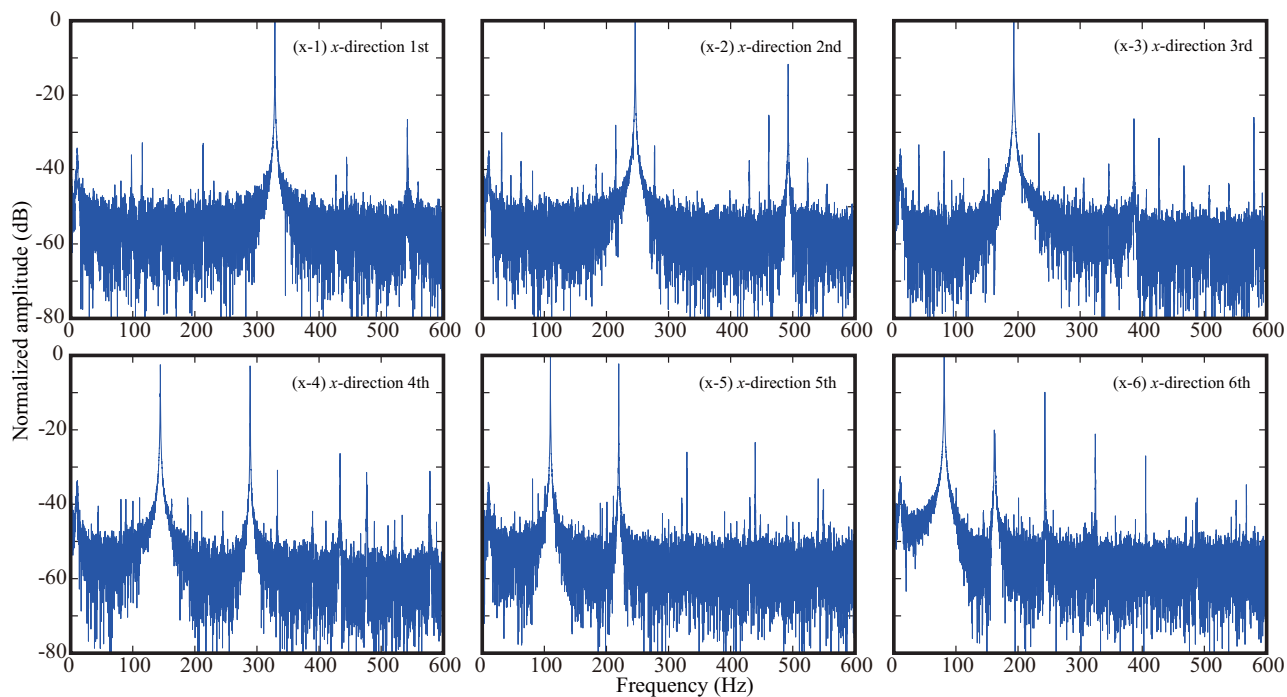 0
-20
-40
-60
-80
(x-1) x-direction 1st
(x-2) x-direction 2nd
(x-3) x-direction 3rd
0 100 200 300 400 500 600
0 100 200 300 400 500 600
0 100 200 300 400 500 600
0
-20
-40
-60
-80
(x-4) x-direction 4th
(x-5) x-direction 5th
(x-6) x-direction 6th
0 100 200 300 400 500 600
0 100 200 300 400 500 600
0 100 200 300 400 500 600
Normalized amplitude (dB)
Frequency (Hz)